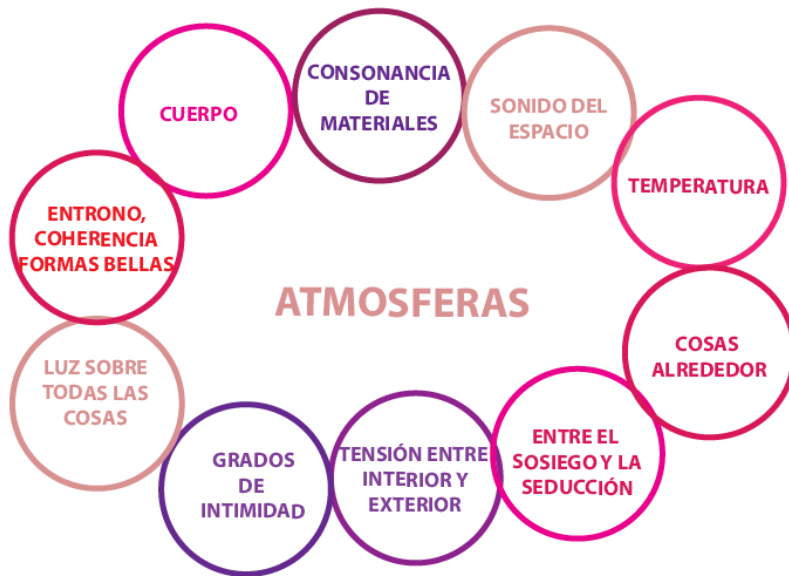 CUERPO
CONSONANCIA
DE
MATERIALES
SONIDO DEL
ESPACIO
TEMPERATURA
COSAS
ALREDEDOR
ENTRE EL
SOSIEGO Y LA
SEDUCCIÓN
TENSIÓN ENTRE
INTERIOR Y
EXTERIOR
GRADOS
DE
INTIMIDAD
LUZ SOBRE
TODAS LAS
COSAS
ENTRONO,
COHERENCIA
FORMAS BELLAS
ATMOSFERAS